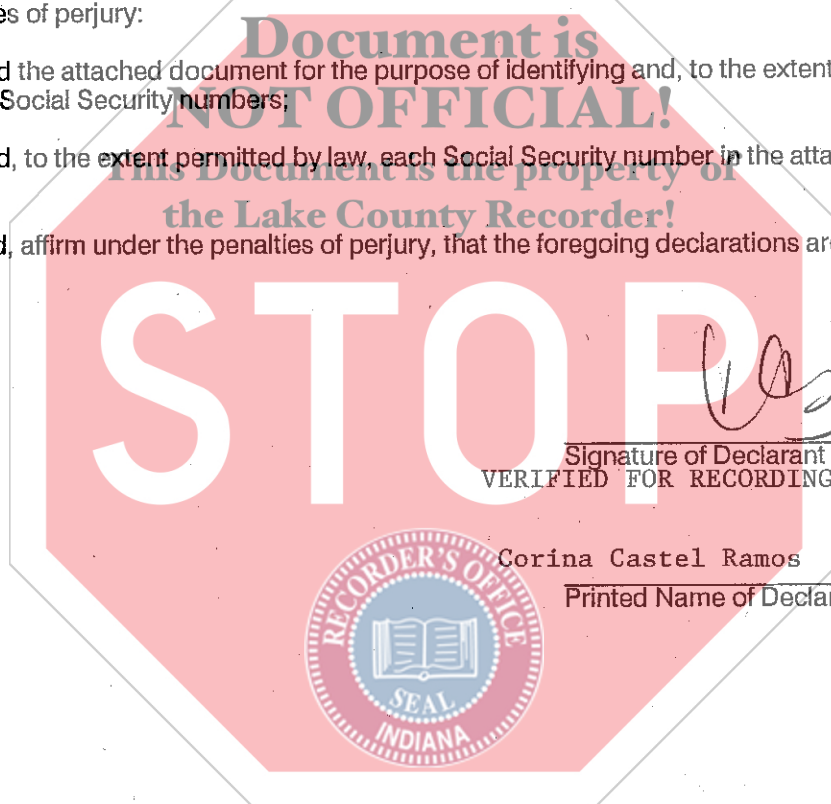 es of perjury:
Document is
d the attached document for the purpose of identifying and, to the extent
NOT OFFICIAL!
Social Security numbers;
d, to the extent permitted by law, each Social Security number in the atta
This Document is the property of
the Lake County Recorder!
d, affirm under the penalties of perjury, that the foregoing declarations are
STOP
Signature of Declarant
VERIFIED FOR RECORDING
Corina Castel Ramos
Printed Name of Declar
RECORDER'S OFFICE
SEAL
INDIANA